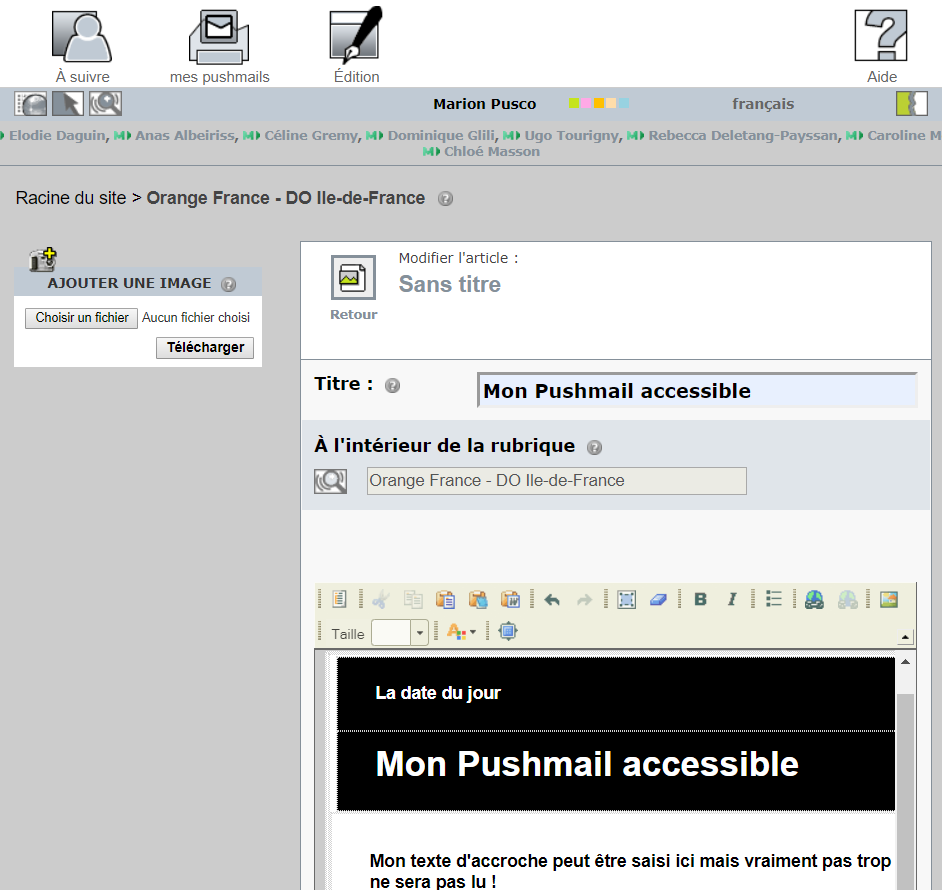 À suivre mes pushmails Édition Aide
Marion Pusco français
Elodie Daguin, Anas Albeiriss, Céline Gremy, Dominique Glili, Ugo Tourigny, Rebecca Deletang-Payssan, Caroline M
Chloé Masson
Racine du site > Orange France - DO Ile-de-France ?
AJOUTER UNE IMAGE ?
Choisir un fichier Aucun fichier choisi
Télécharger
Modifier l'article :
Sans titre
Retour
Titre : ? Mon Pushmail accessible
À l'intérieur de la rubrique ?
Orange France - DO Ile-de-France
B I
Taille
La date du jour
Mon Pushmail accessible
Mon texte d'accroche peut être saisi ici mais vraiment pas trop
ne sera pas lu !